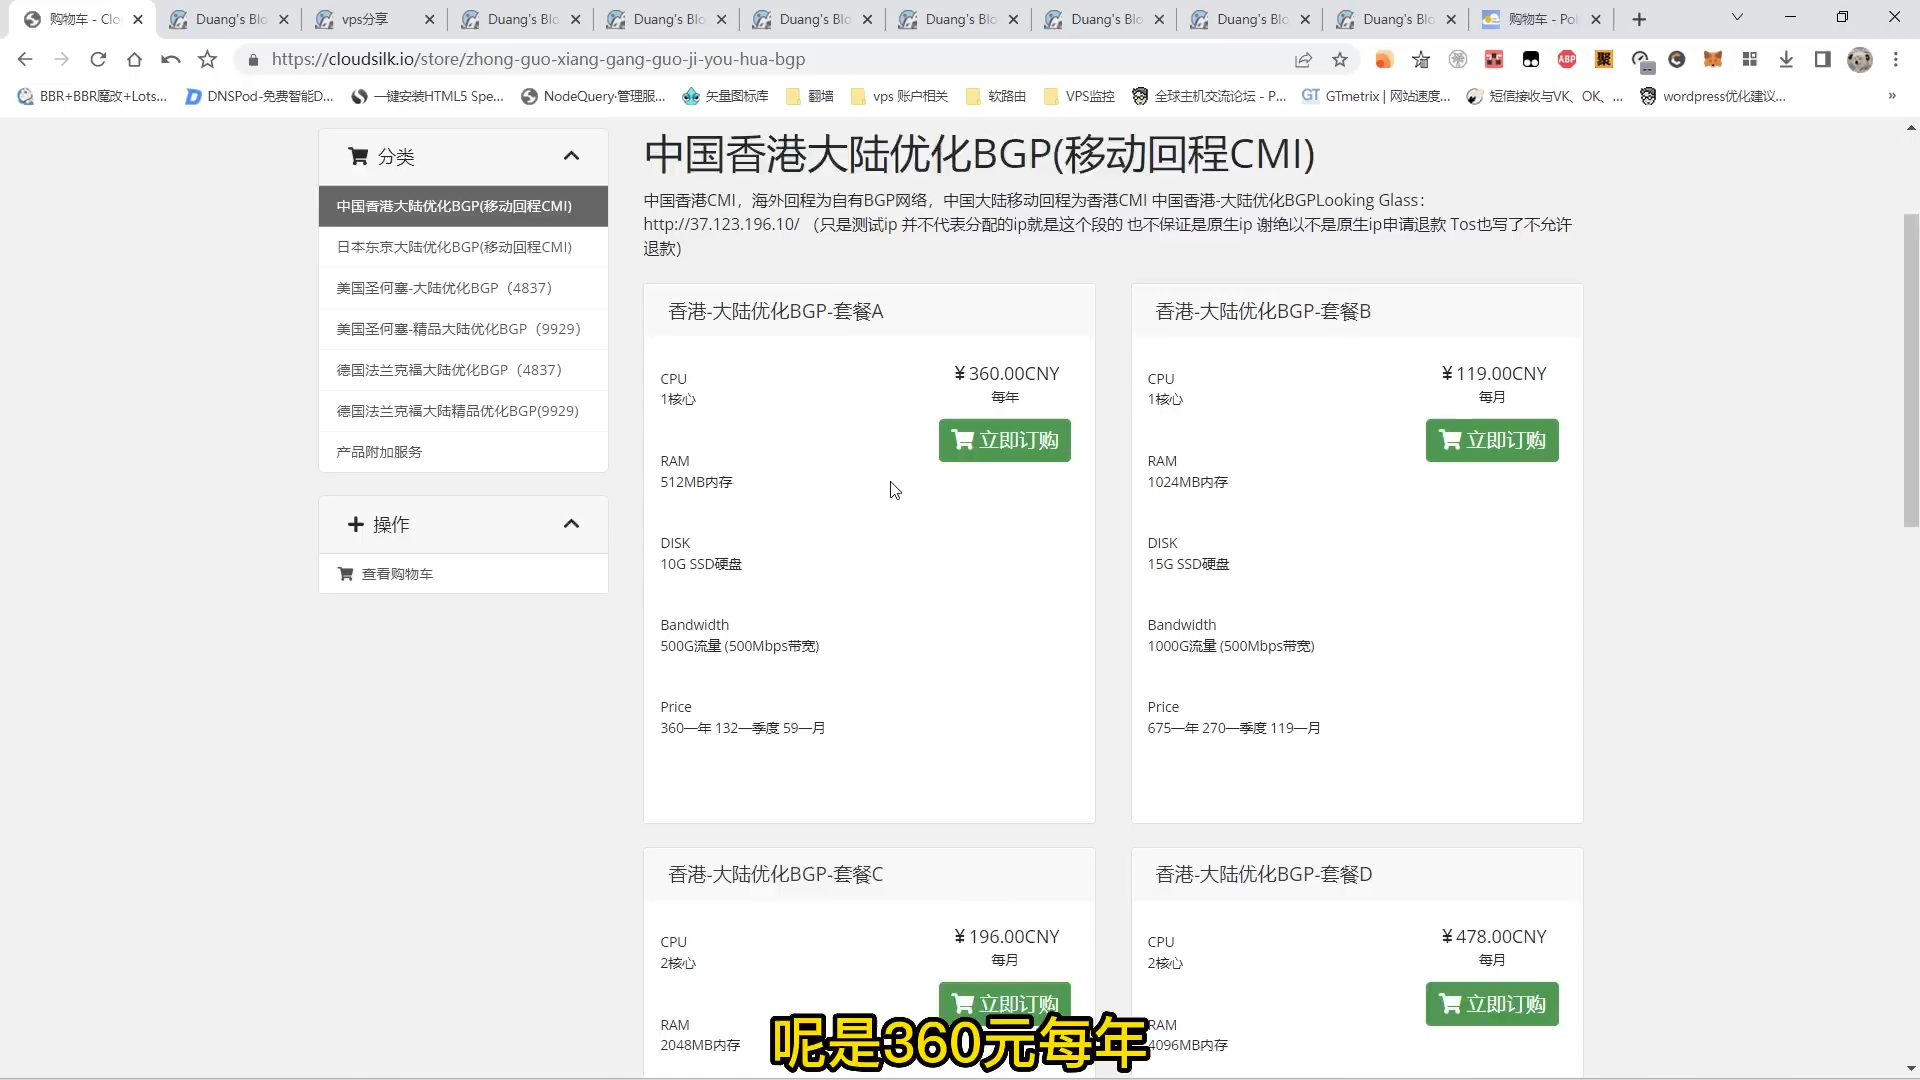 购物车 - Clo
Duang's Blo
vps分享
Duang's Blo
Duang's Blo
Duang's Blo
Duang's Blo
Duang's Blo
Duang's Blo
Duang's Blo
购物车 - Pol
https://cloudsilk.io/store/zhong-guo-xiang-gang-guo-ji-you-hua-bgp
ABP
聚
BBR+BBR魔改+Lots...
DNSPod-免费智能D...
一键安装HTML5 Spe...
NodeQuery·管理服...
矢量图标库
翻墙
vps 账户相关
软路由
VPS监控
全球主机交流论坛 - P...
GT
GTmetrix | 网站速度...
短信接收与VK、OK、...
wordpress优化建议...
»
分类
中国香港大陆优化BGP(移动回程CMI)
日本东京大陆优化BGP(移动回程CMI)
美国圣何塞-大陆优化BGP（4837）
美国圣何塞-精品大陆优化BGP（9929）
德国法兰克福大陆优化BGP（4837）
德国法兰克福大陆精品优化BGP(9929)
产品附加服务
操作
查看购物车
中国香港大陆优化BGP(移动回程CMI)
中国香港CMI，海外回程为自有BGP网络，中国大陆移动回程为香港CMI 中国香港-大陆优化BGPLooking Glass：
http://37.123.196.10/ （只是测试ip 并不代表分配的ip就是这个段的 也不保证是原生ip 谢绝以不是原生ip申请退款 Tos也写了不允许
退款)
香港-大陆优化BGP-套餐A
CPU
1核心
RAM
512MB内存
DISK
10G SSD硬盘
Bandwidth
500G流量 (500Mbps带宽)
Price
360—年 132—季度 59—月
¥360.00CNY
每年
立即订购
香港-大陆优化BGP-套餐B
CPU
1核心
RAM
1024MB内存
DISK
15G SSD硬盘
Bandwidth
1000G流量 (500Mbps带宽)
Price
675—年 270—季度 119—月
¥119.00CNY
每月
立即订购
香港-大陆优化BGP-套餐C
CPU
2核心
RAM
2048MB内存
¥196.00CNY
每月
立即订购
香港-大陆优化BGP-套餐D
CPU
2核心
RAM
4096MB内存
¥478.00CNY
每月
立即订购
呢是360元每年